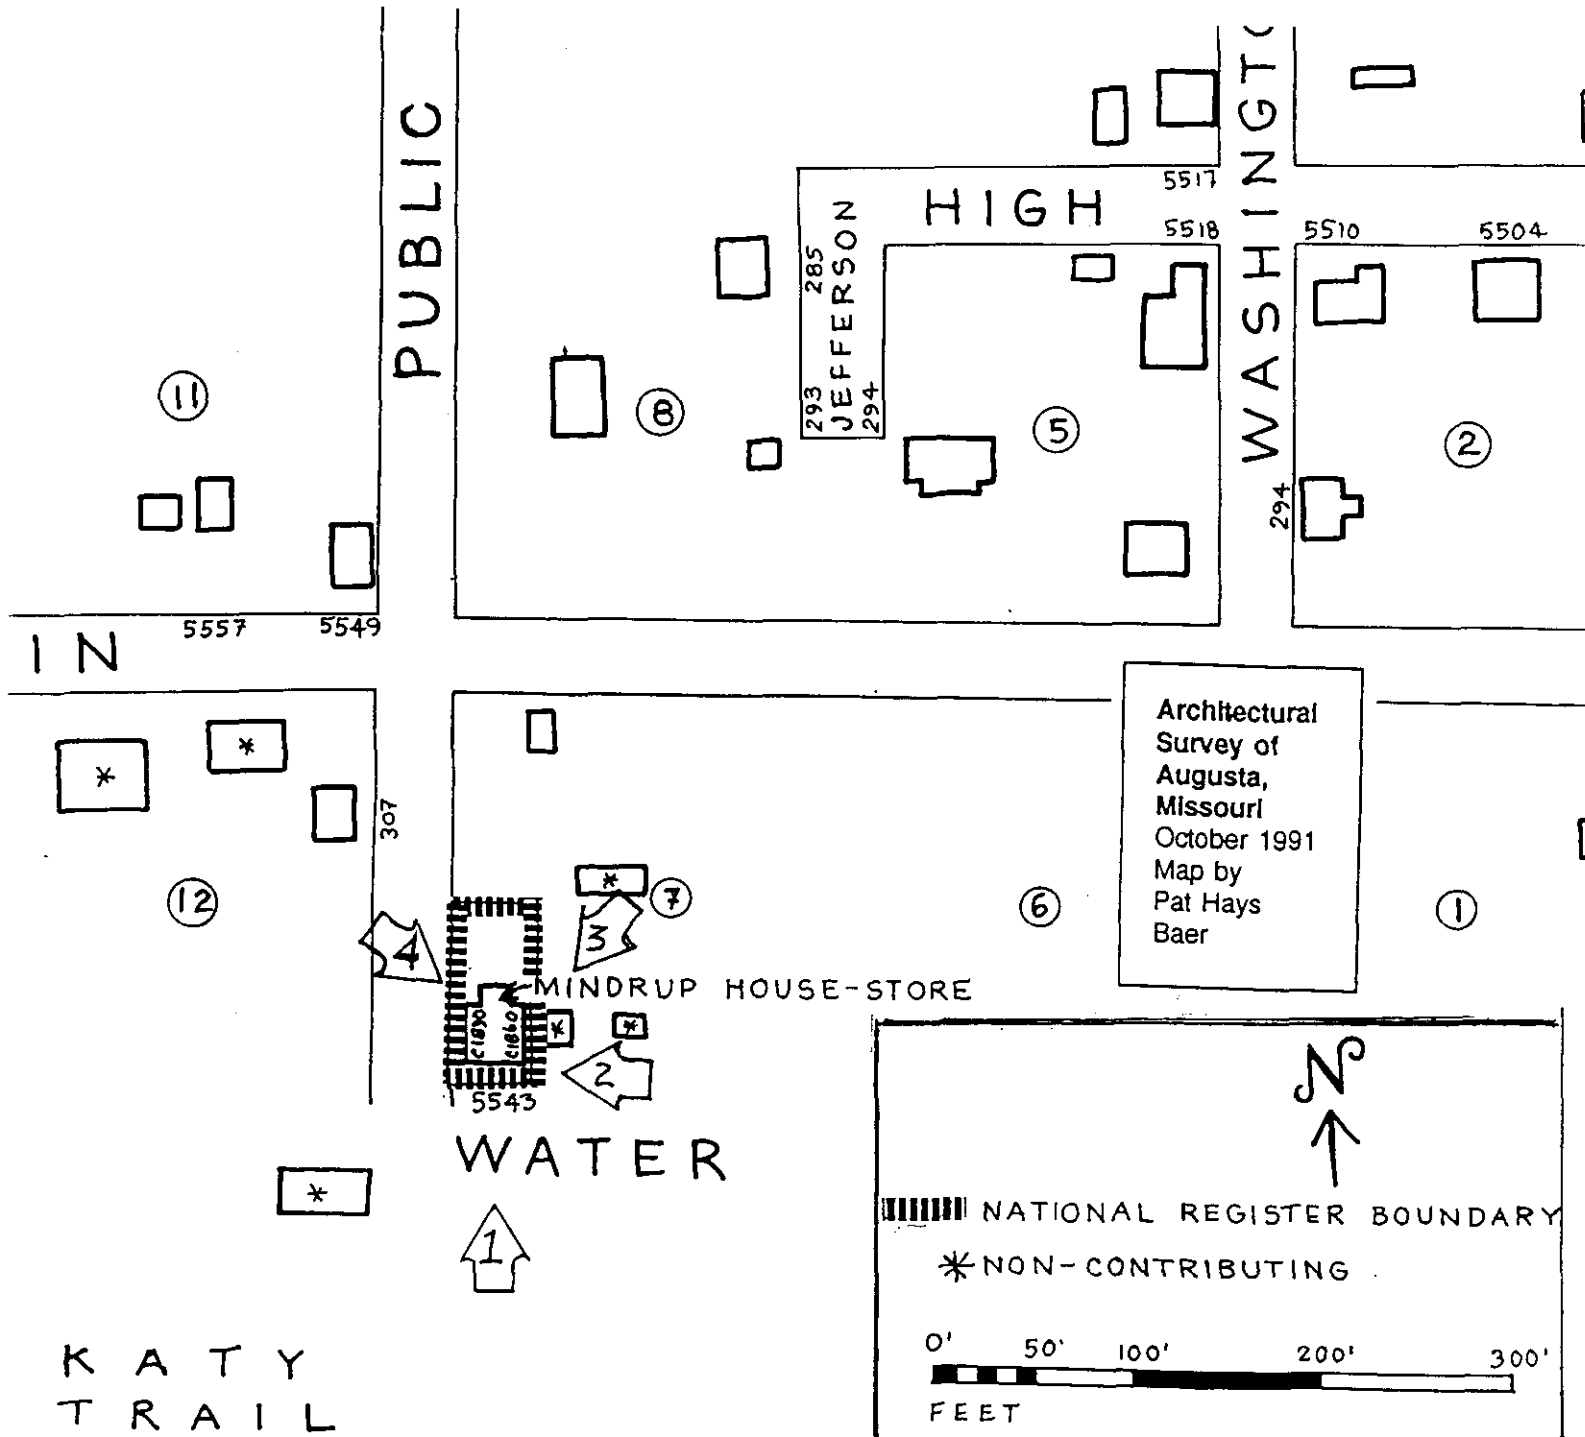 PUBLIC
WASHINGTO
5517
HIGH
5518
5510
5504
JEFFERSON
285
293
294
11
8
5
2
294
5557
5549
IN
Architectural
Survey of
Augusta,
Missouri
October 1991
Map by
Pat Hays
Baer
307
12
7
6
1
4
3
MINDRUP HOUSE-STORE
C1890
C1860
2
5543
WATER
1
N
NATIONAL REGISTER BOUNDARY
* NON-CONTRIBUTING
0' 50' 100' 200' 300'
FEET
KATY
TRAIL